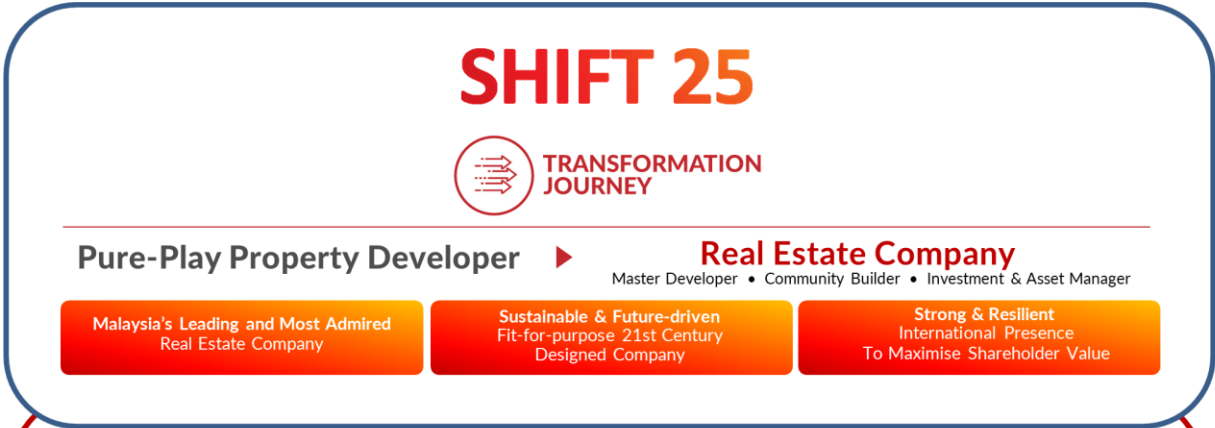 SHIFT 25
TRANSFORMATION
JOURNEY
Pure-Play Property Developer
Real Estate Company
Master Developer • Community Builder • Investment & Asset Manager
Malaysia's Leading and Most Admired
Real Estate Company
Sustainable & Future-driven
Fit-for-purpose 21st Century
Designed Company
Strong & Resilient
International Presence
To Maximise Shareholder Value